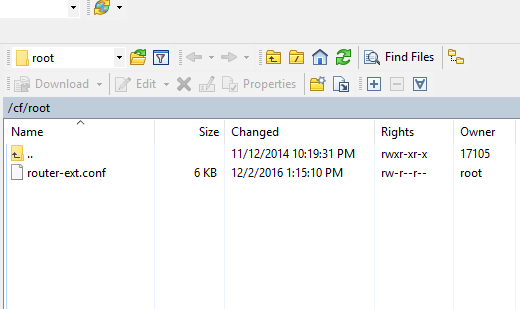 root Find Files
Download Edit Properties
/cf/root
Name Size Changed Rights Owner
.. 11/12/2014 10:19:31 PM rwxr-xr-x 17105
router-ext.conf 6 KB 12/2/2016 1:15:10 PM rw-r--r-- root